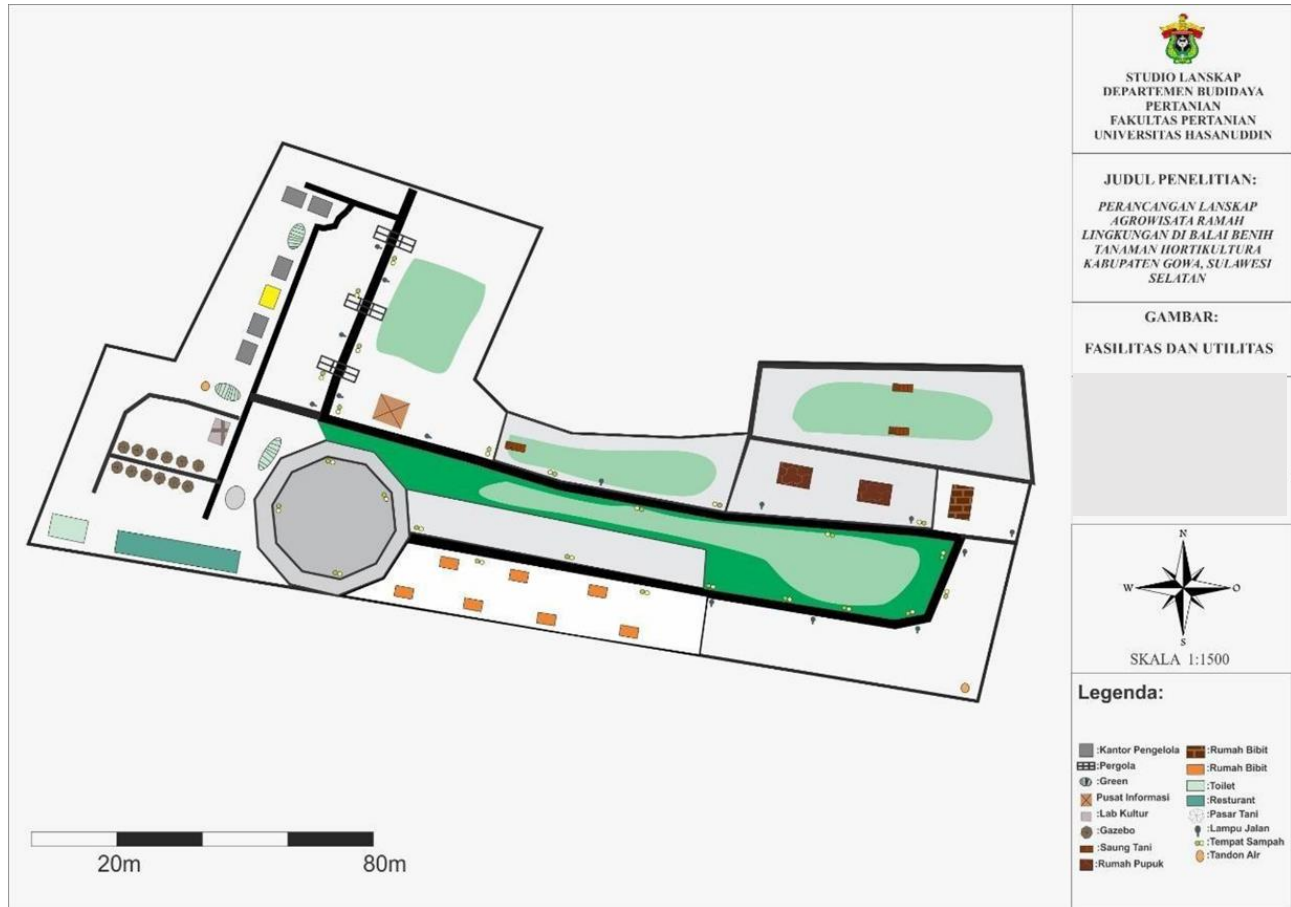 STUDIO LANSKAP
DEPARTEMEN BUDIDAYA
PERTANIAN
FAKULTAS PERTANIAN
UNIVERSITAS HASANUDDIN
JUDUL PENELITIAN:
PERANCANGAN LANSKAP
AGROWISATA RAMAH
LINGKUNGAN DI BALAI BENIH
TANAMAN HORTIKULTURA
KABUPATEN GOWA, SULAWESI
SELATAN
GAMBAR:
FASILITAS DAN UTILITAS
N
W
O
S
SKALA 1:1500
Legenda:
:Kantor Pengelola
:Pergola
:Green
Pusat Informasi
:Lab Kultur
:Gazebo
:Saung Tani
:Rumah Pupuk
:Rumah Bibit
:Rumah Bibit
:Toilet
:Resturant
:Pasar Tani
:Lampu Jalan
:Tempat Sampah
:Tandon Air
20m
80m